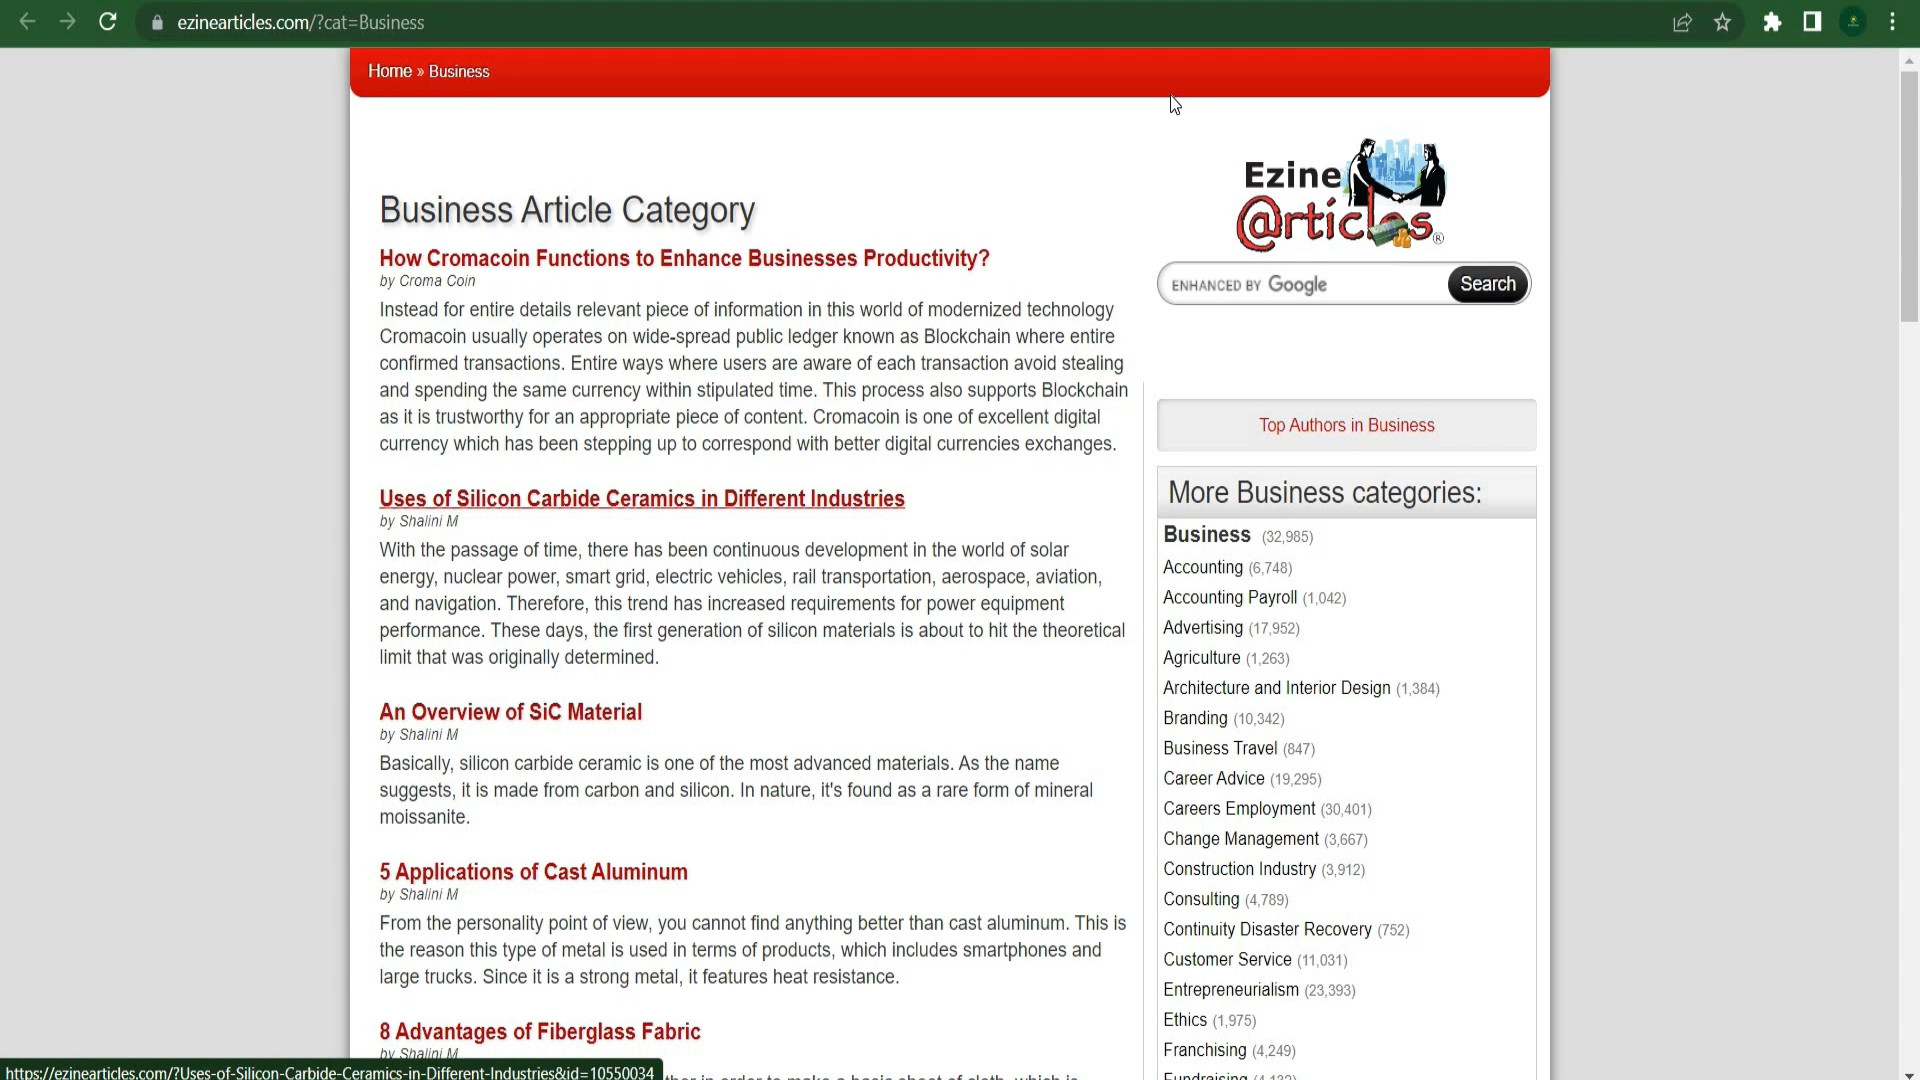 ezinearticles.com/?cat=Business
Home » Business
Ezine
@rticles®
ENHANCED BY Google
Search
Business Article Category
How Cromacoin Functions to Enhance Businesses Productivity?
by Croma Coin
Instead for entire details relevant piece of information in this world of modernized technology
Cromacoin usually operates on wide-spread public ledger known as Blockchain where entire
confirmed transactions. Entire ways where users are aware of each transaction avoid stealing
and spending the same currency within stipulated time. This process also supports Blockchain
as it is trustworthy for an appropriate piece of content. Cromacoin is one of excellent digital
currency which has been stepping up to correspond with better digital currencies exchanges.
Uses of Silicon Carbide Ceramics in Different Industries
by Shalini M
With the passage of time, there has been continuous development in the world of solar
energy, nuclear power, smart grid, electric vehicles, rail transportation, aerospace, aviation,
and navigation. Therefore, this trend has increased requirements for power equipment
performance. These days, the first generation of silicon materials is about to hit the theoretical
limit that was originally determined.
An Overview of SiC Material
by Shalini M
Basically, silicon carbide ceramic is one of the most advanced materials. As the name
suggests, it is made from carbon and silicon. In nature, it's found as a rare form of mineral
moissanite.
5 Applications of Cast Aluminum
by Shalini M
From the personality point of view, you cannot find anything better than cast aluminum. This is
the reason this type of metal is used in terms of products, which includes smartphones and
large trucks. Since it is a strong metal, it features heat resistance.
8 Advantages of Fiberglass Fabric
by Shalini M
in order to make a basic sheet of cloth, which is
https://ezinearticles.com/?Uses-of-Silicon-Carbide-Ceramics-in-Different-Industries&id=10550034
Top Authors in Business
More Business categories:
Business (32,985)
Accounting (6,748)
Accounting Payroll (1,042)
Advertising (17,952)
Agriculture (1,263)
Architecture and Interior Design (1,384)
Branding (10,342)
Business Travel (847)
Career Advice (19,295)
Careers Employment (30,401)
Change Management (3,667)
Construction Industry (3,912)
Consulting (4,789)
Continuity Disaster Recovery (752)
Customer Service (11,031)
Entrepreneurialism (23,393)
Ethics (1,975)
Franchising (4,249)
Fundraising (4,132)